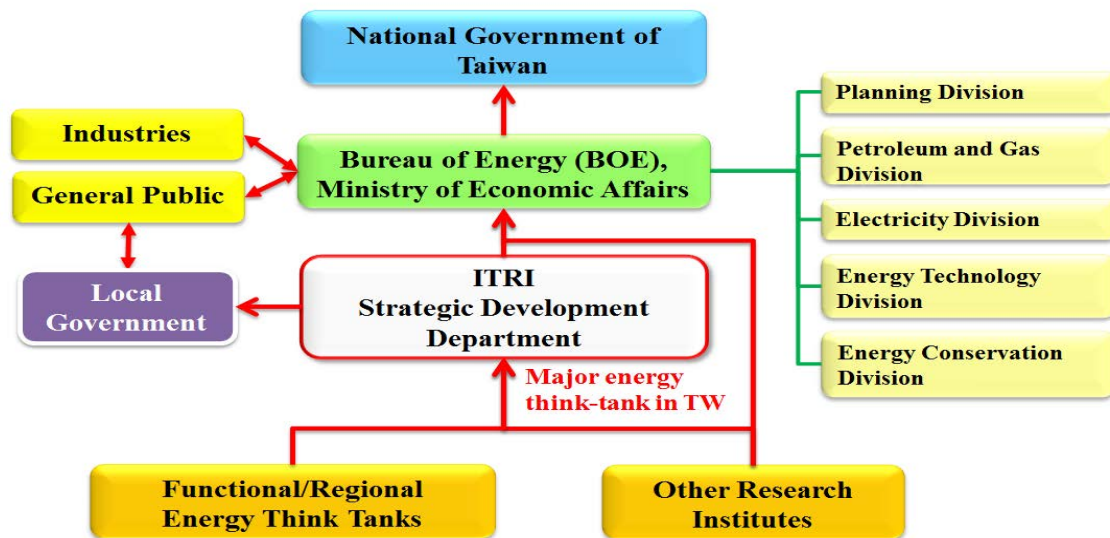 National Government of
Taiwan
Industries
General Public
Bureau of Energy (BOE),
Ministry of Economic Affairs
Planning Division
Petroleum and Gas
Division
Electricity Division
Energy Technology
Division
Energy Conservation
Division
Local
Government
ITRI
Strategic Development
Department
Major energy
think-tank in TW
Functional/Regional
Energy Think Tanks
Other Research
Institutes